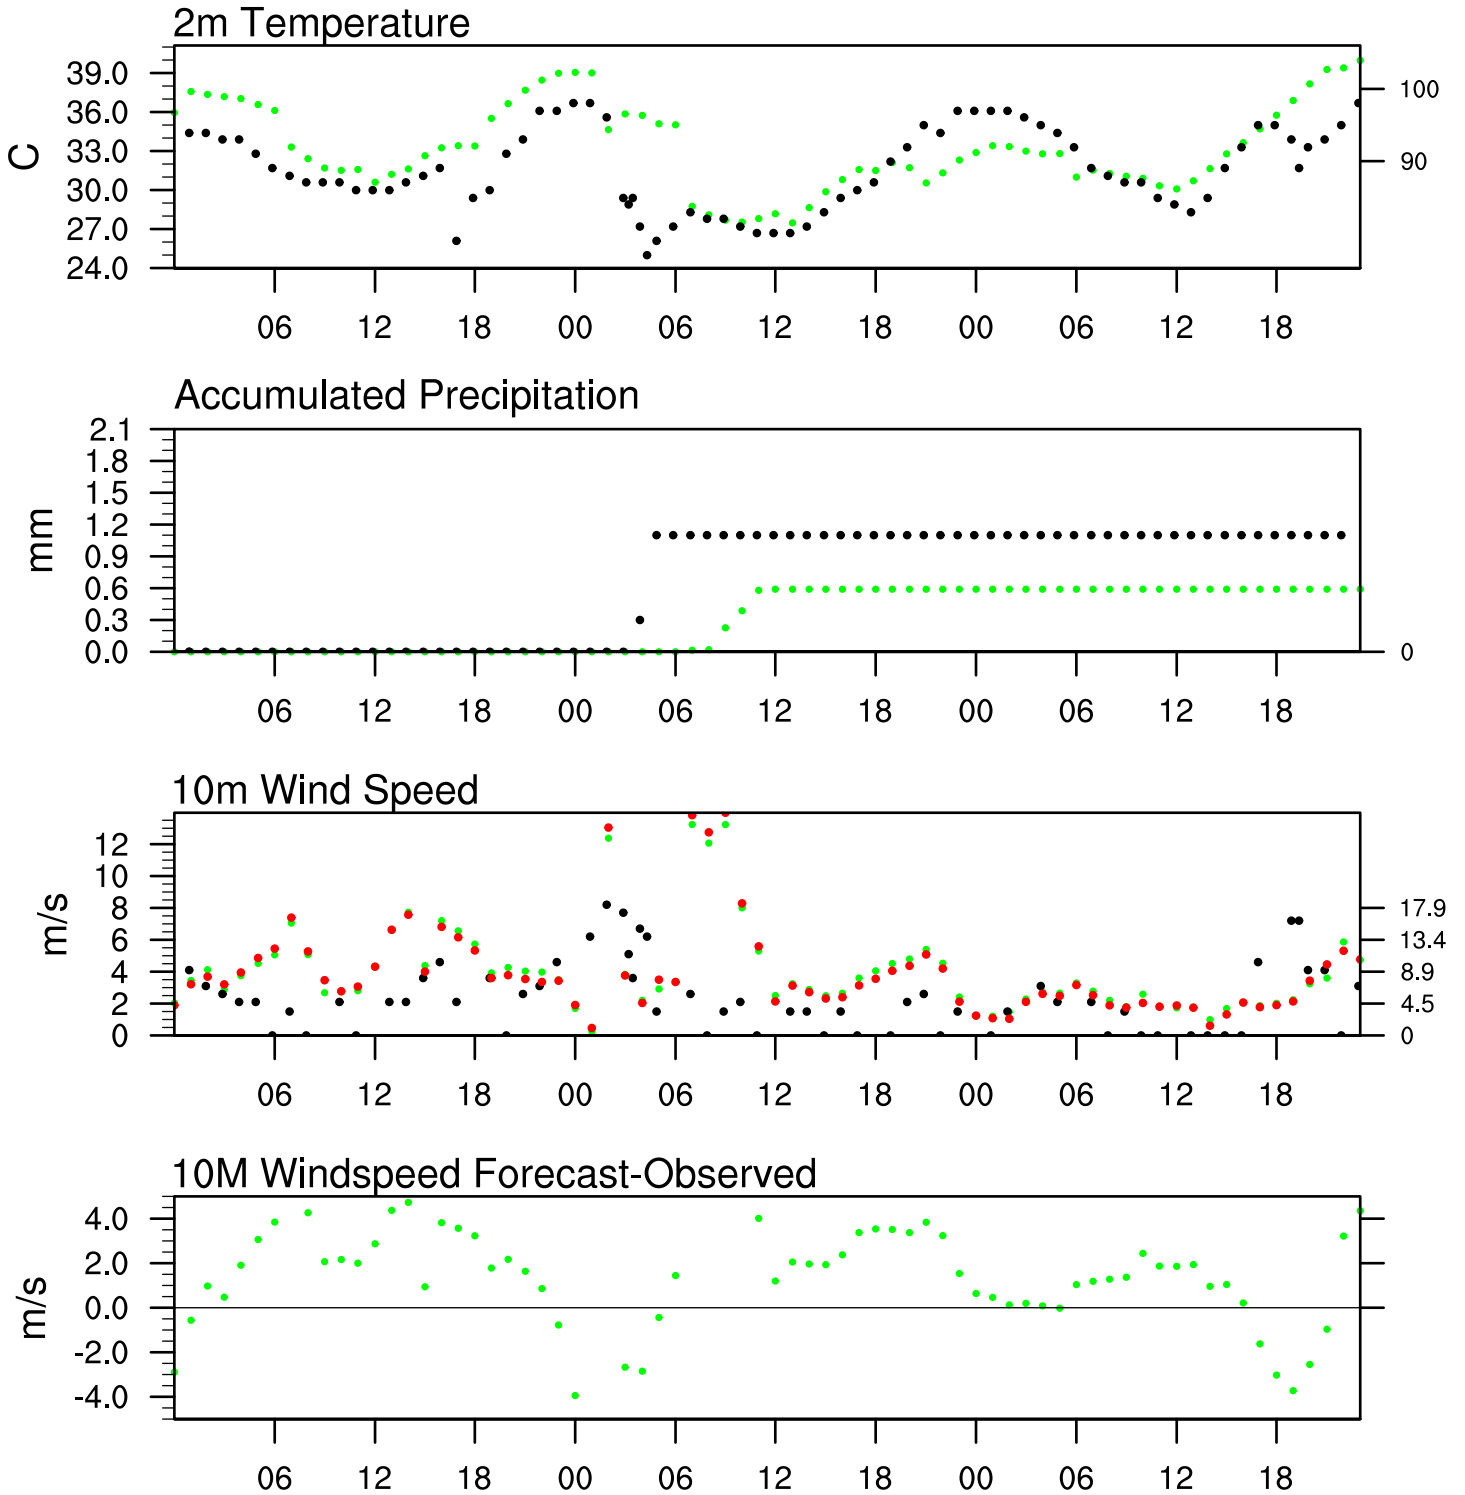 2m Temperature
39.0
36.0
33.0
30.0
27.0
24.0
C
100
90
06 12 18 00 06 12 18 00 06 12 18
Accumulated Precipitation
2.1
1.8
1.5
1.2
0.9
0.6
0.3
0.0
mm
0
06 12 18 00 06 12 18 00 06 12 18
10m Wind Speed
12
10
8
6
4
2
0
m/s
17.9
13.4
8.9
4.5
0
06 12 18 00 06 12 18 00 06 12 18
10M Windspeed Forecast-Observed
4.0
2.0
0.0
-2.0
-4.0
m/s
06 12 18 00 06 12 18 00 06 12 18